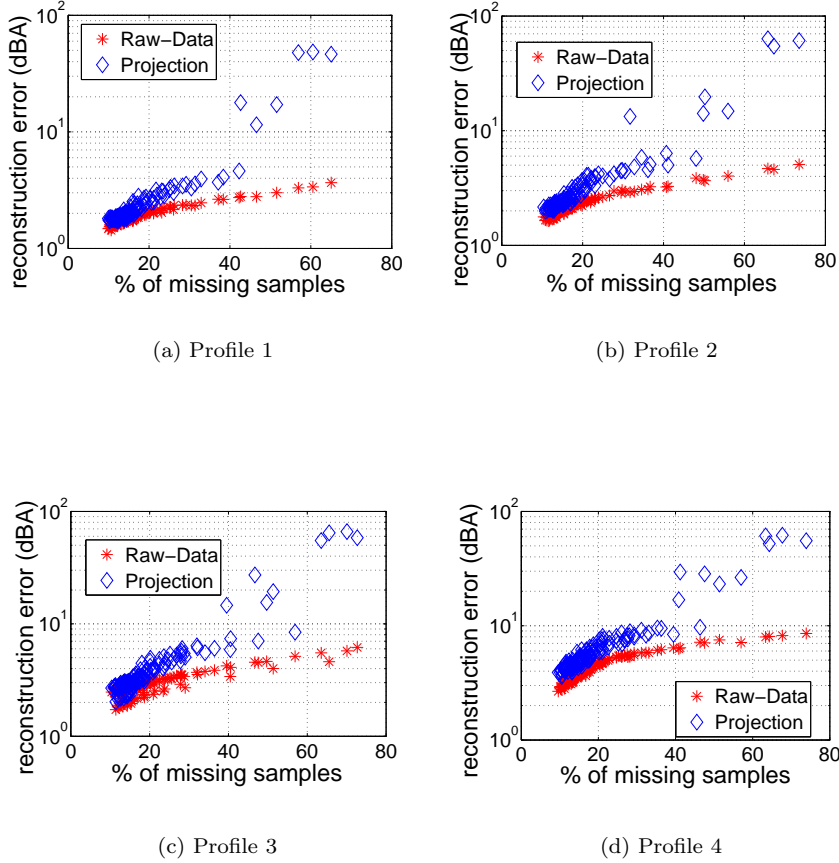 reconstruction error (dBA)
10^2
10^1
10^0
Raw−Data
Projection
0 20 40 60 80
% of missing samples
(a) Profile 1
reconstruction error (dBA)
10^2
10^1
10^0
Raw−Data
Projection
0 20 40 60 80
% of missing samples
(b) Profile 2
reconstruction error (dBA)
10^2
10^1
10^0
Raw−Data
Projection
0 20 40 60 80
% of missing samples
(c) Profile 3
reconstruction error (dBA)
10^2
10^1
10^0
Raw−Data
Projection
0 20 40 60 80
% of missing samples
(d) Profile 4